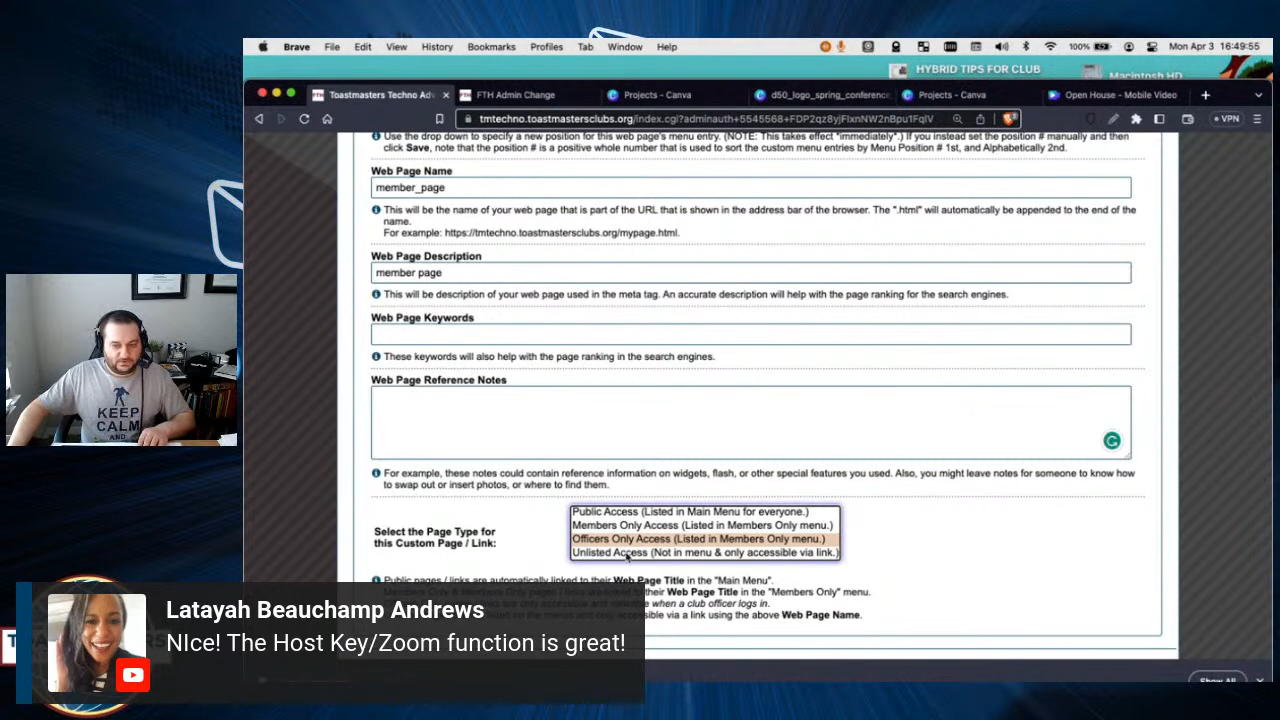 Brave File Edit View History Bookmarks Profiles Tab Window Help 100% Mon Apr 3 16:49:55
HYBRID TIPS FOR CLUB
Macintosh HD
Toastmasters Techno Adv FTH Admin Change Projects - Canva d50_logo_spring_conference Projects - Canva Open House - Mobile Video
tmtechno.toastmastersclubs.org/index.cgi?adminauth+5545568+FDP2qz8yjFIxnNW2nBpu1FqlV VPN
Use the drop down to specify a new position for this web page's menu entry. (NOTE: This takes effect "immediately".) If you instead set the position # manually and then
click Save, note that the position # is a positive whole number that is used to sort the custom menu entries by Menu Position # 1st, and Alphabetically 2nd.
Web Page Name
member_page
This will be the name of your web page that is part of the URL that is shown in the address bar of the browser. The ".html" will automatically be appended to the end of the
name.
For example: https://tmtechno.toastmastersclubs.org/mypage.html.
Web Page Description
member page
This will be description of your web page used in the meta tag. An accurate description will help with the page ranking for the search engines.
Web Page Keywords
These keywords will also help with the page ranking in the search engines.
Web Page Reference Notes
For example, these notes could contain reference information on widgets, flash, or other special features you used. Also, you might leave notes for someone to know how
to swap out or insert photos, or where to find them.
Select the Page Type for
this Custom Page / Link:
Public Access (Listed in Main Menu for everyone.)
Members Only Access (Listed in Members Only menu.)
Officers Only Access (Listed in Members Only menu.)
Unlisted Access (Not in menu & only accessible via link.)
Public pages / links are automatically linked to their Web Page Title in the "Main Menu".
Web Page Title in the "Members Only" menu.
when a club officer logs in.
via a link using the above Web Page Name.
Show All
KEEP
CALM
AND
Latayah Beauchamp Andrews
NIce! The Host Key/Zoom function is great!